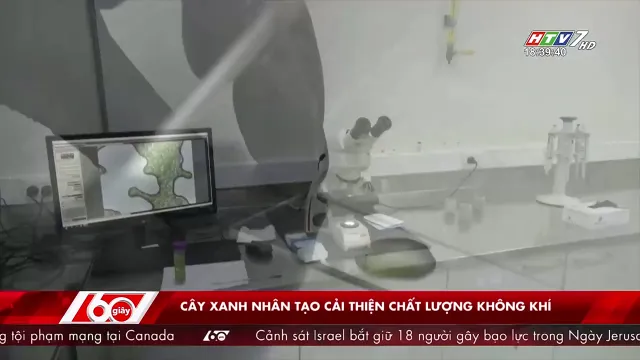 HTV7 HD
18:39:40
60 giây
CÂY XANH NHÂN TẠO CẢI THIỆN CHẤT LƯỢNG KHÔNG KHÍ
g tội phạm mạng tại Canada 60 Cảnh sát Israel bắt giữ 18 người gây bạo lực trong Ngày Jerus